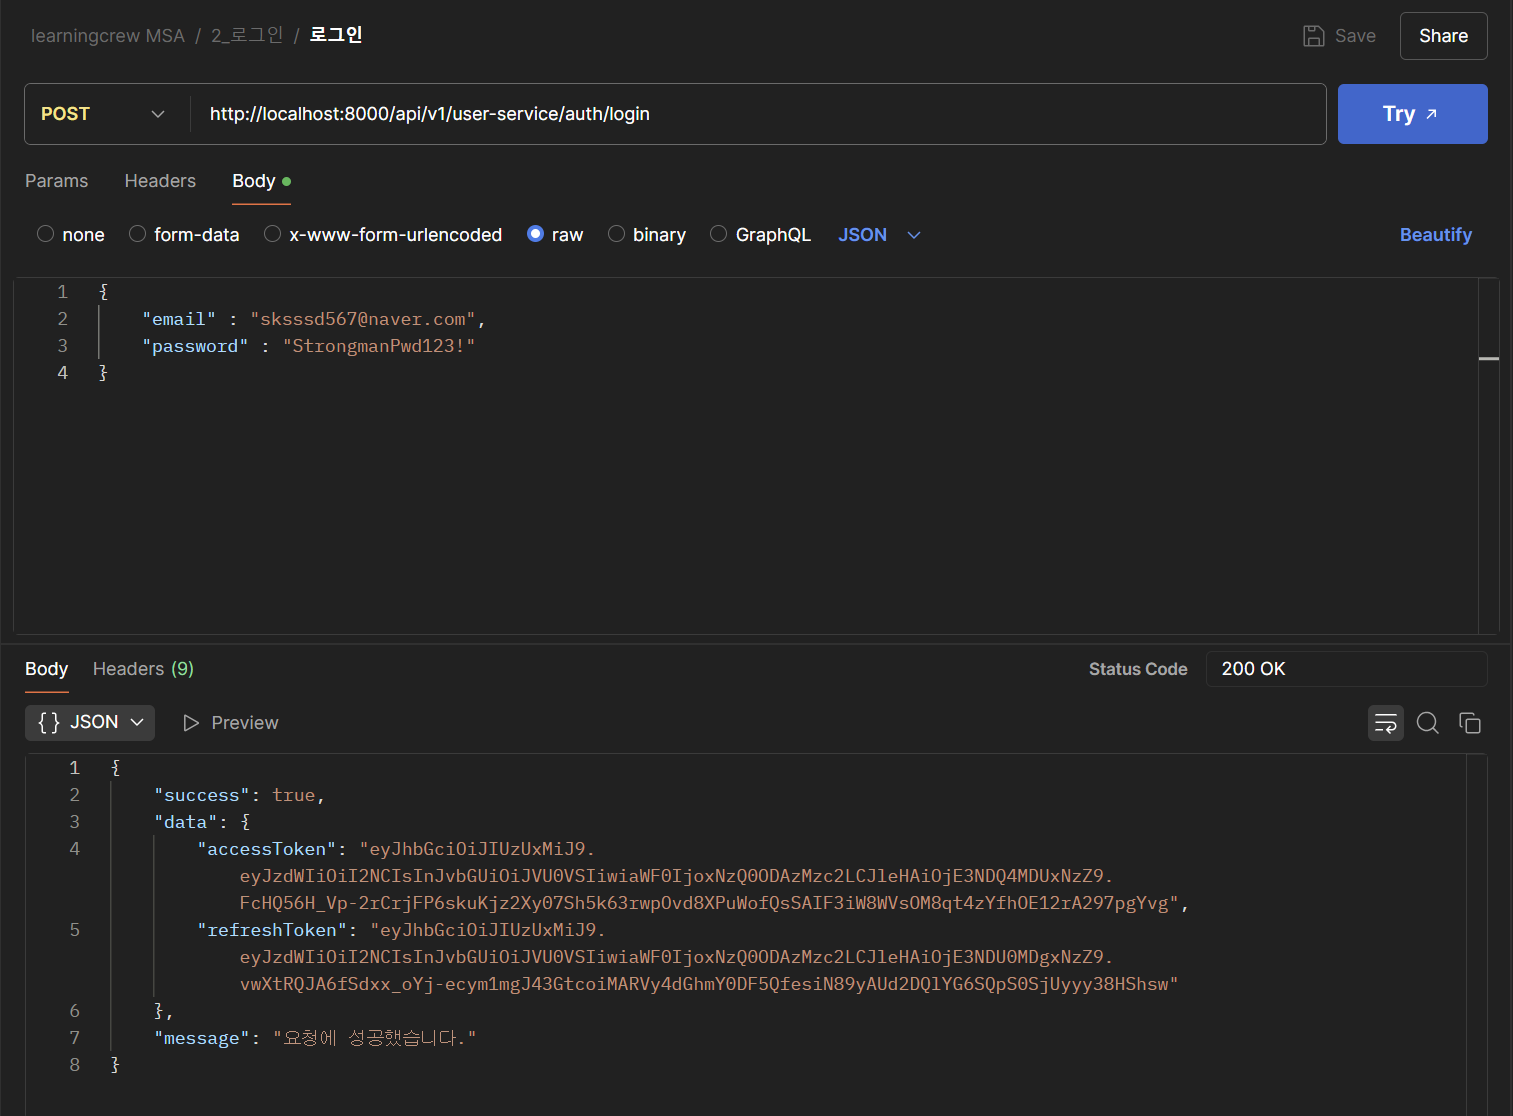 learningcrew MSA / 2_로그인 / 로그인
Save
Share
POST
http://localhost:8000/api/v1/user-service/auth/login
Try
Params Headers Body
none form-data x-www-form-urlencoded raw binary GraphQL JSON
Beautify
1 {
2 "email" : "sksssd567@naver.com",
3 "password" : "StrongmanPwd123!"
4 }
Body Headers (9)
Status Code 200 OK
{} JSON Preview
1 {
2 "success": true,
3 "data": {
4 "accessToken": "eyJhbGciOiJIUzUxMiJ9.
eyJzdWIiOiI2NCIsInJvbGUiOiJVU0VSIiwiaWF0IjoxNzQ0ODAzMzc2LCJleHAiOjE3NDQ4MDUxNzZ9.
FcHQ56H_Vp-2rCrjFP6skuKjz2Xy07Sh5k63rwpOvd8XPuWofQsSAIF3iW8WVsOM8qt4zYfhOE12rA297pgYvg",
5 "refreshToken": "eyJhbGciOiJIUzUxMiJ9.
eyJzdWIiOiI2NCIsInJvbGUiOiJVU0VSIiwiaWF0IjoxNzQ0ODAzMzc2LCJleHAiOjE3NDU0MDgxNzZ9.
vwXtRQJA6fSdxx_oYj-ecym1mgJ43GtcoiMARVy4dGhmY0DF5QfesiN89yAUd2DQlYG6SQpS0SjUyyy38HShsw"
6 },
7 "message": "요청에 성공했습니다."
8 }